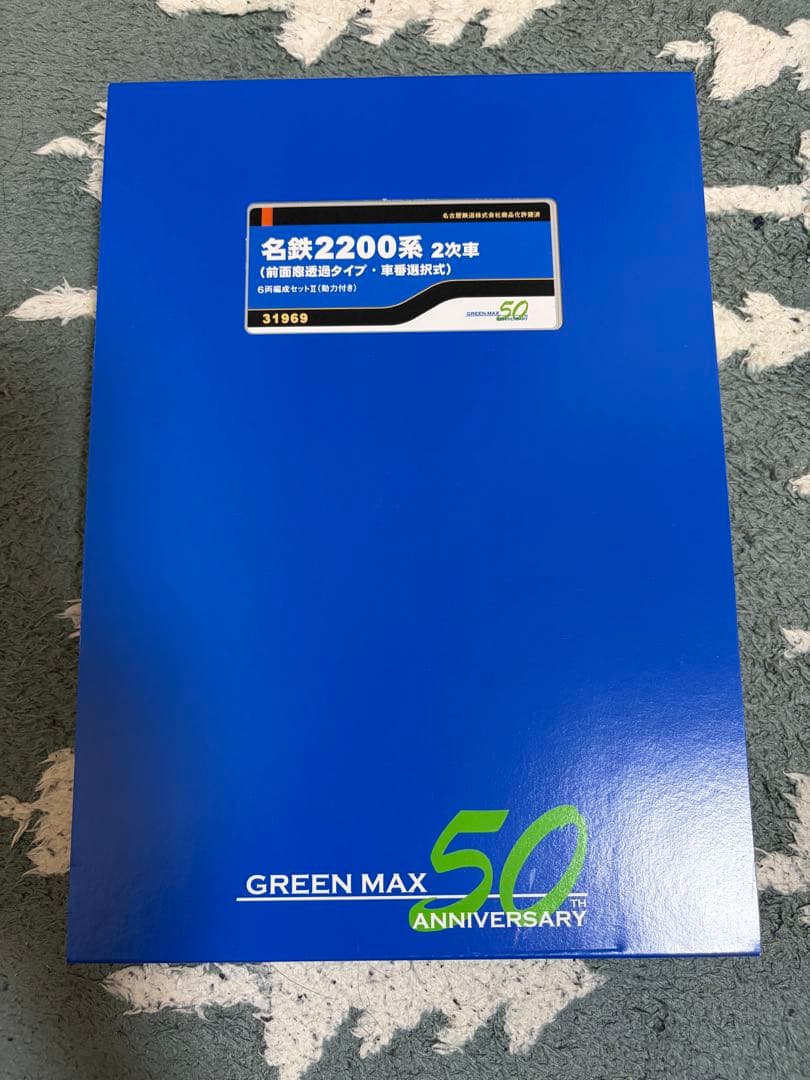 名古屋鉄道株式会社商品化許諾済
名鉄2200系 2次車
(前面窓透過タイプ・車番選択式)
6両編成セットⅡ(動力付き)
31969
GREEN MAX 50TH ANNIVERSARY
GREEN MAX 50TH
ANNIVERSARY